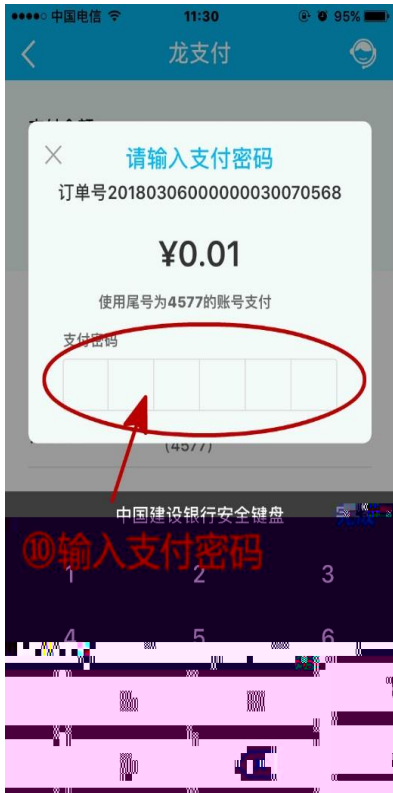 中国电信 11:30 95%
龙支付
请输入支付密码
订单号20180306000000030070568
¥0.01
使用尾号为4577的账号支付
支付密码
(4577)
中国建设银行安全键盘
⑩输入支付密码
1 2 3
4 5 6